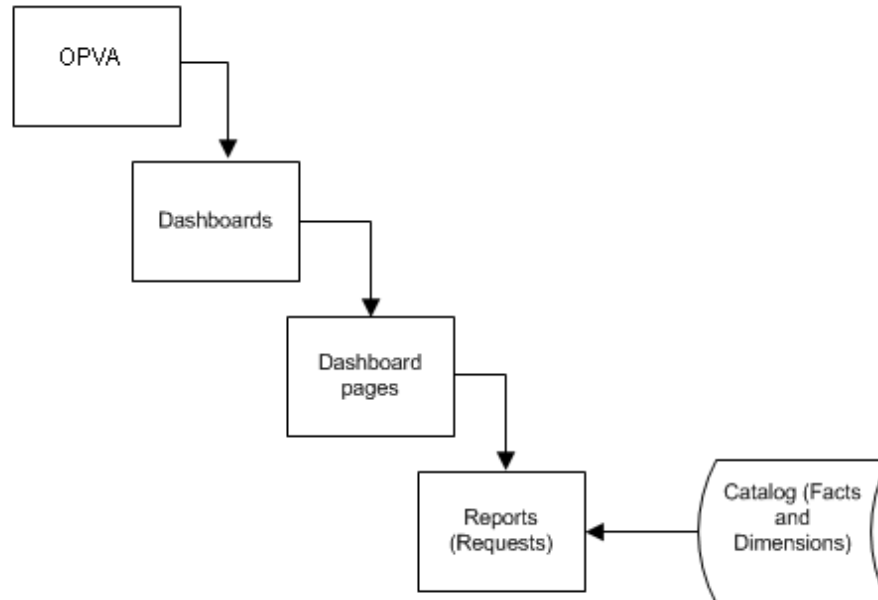 OPVA
Dashboards
Dashboard
pages
Reports
(Requests)
Catalog (Facts
and
Dimensions)